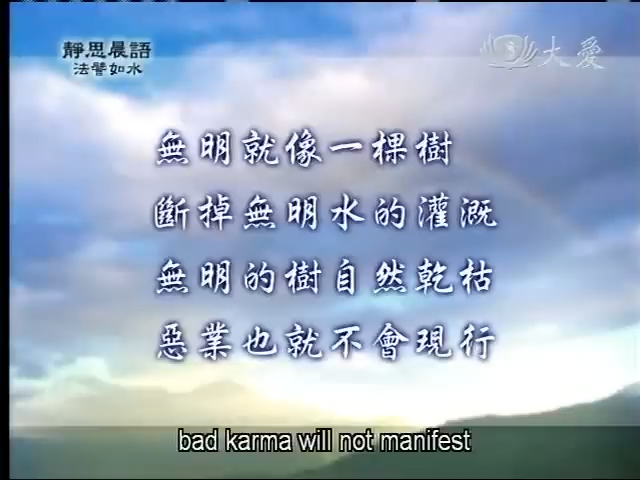 靜思晨語
法譬如水
大愛
無明就像一棵樹
斷掉無明水的灌溉
無明的樹自然乾枯
惡業也就不會現行
bad karma will not manifest